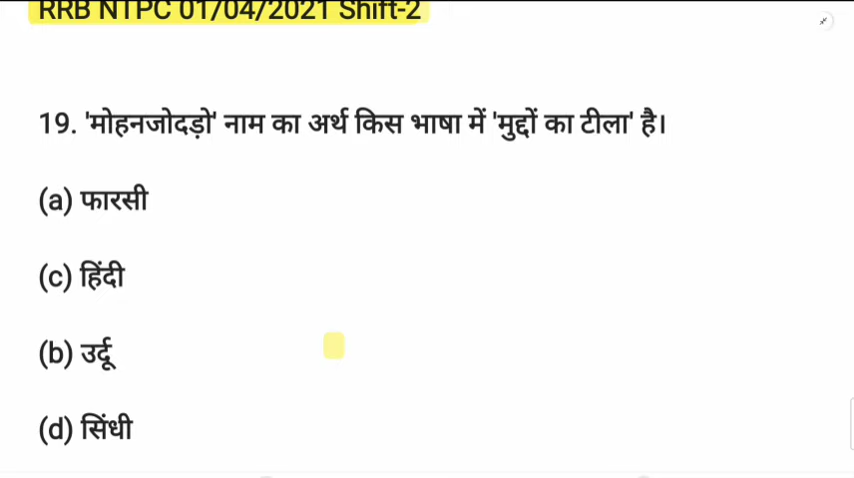 RRB NTPC 01/04/2021 Shift-2
19. 'मोहनजोदड़ो' नाम का अर्थ किस भाषा में 'मुद्दों का टीला' है।
(a) फारसी
(c) हिंदी
(b) उर्दू
(d) सिंधी